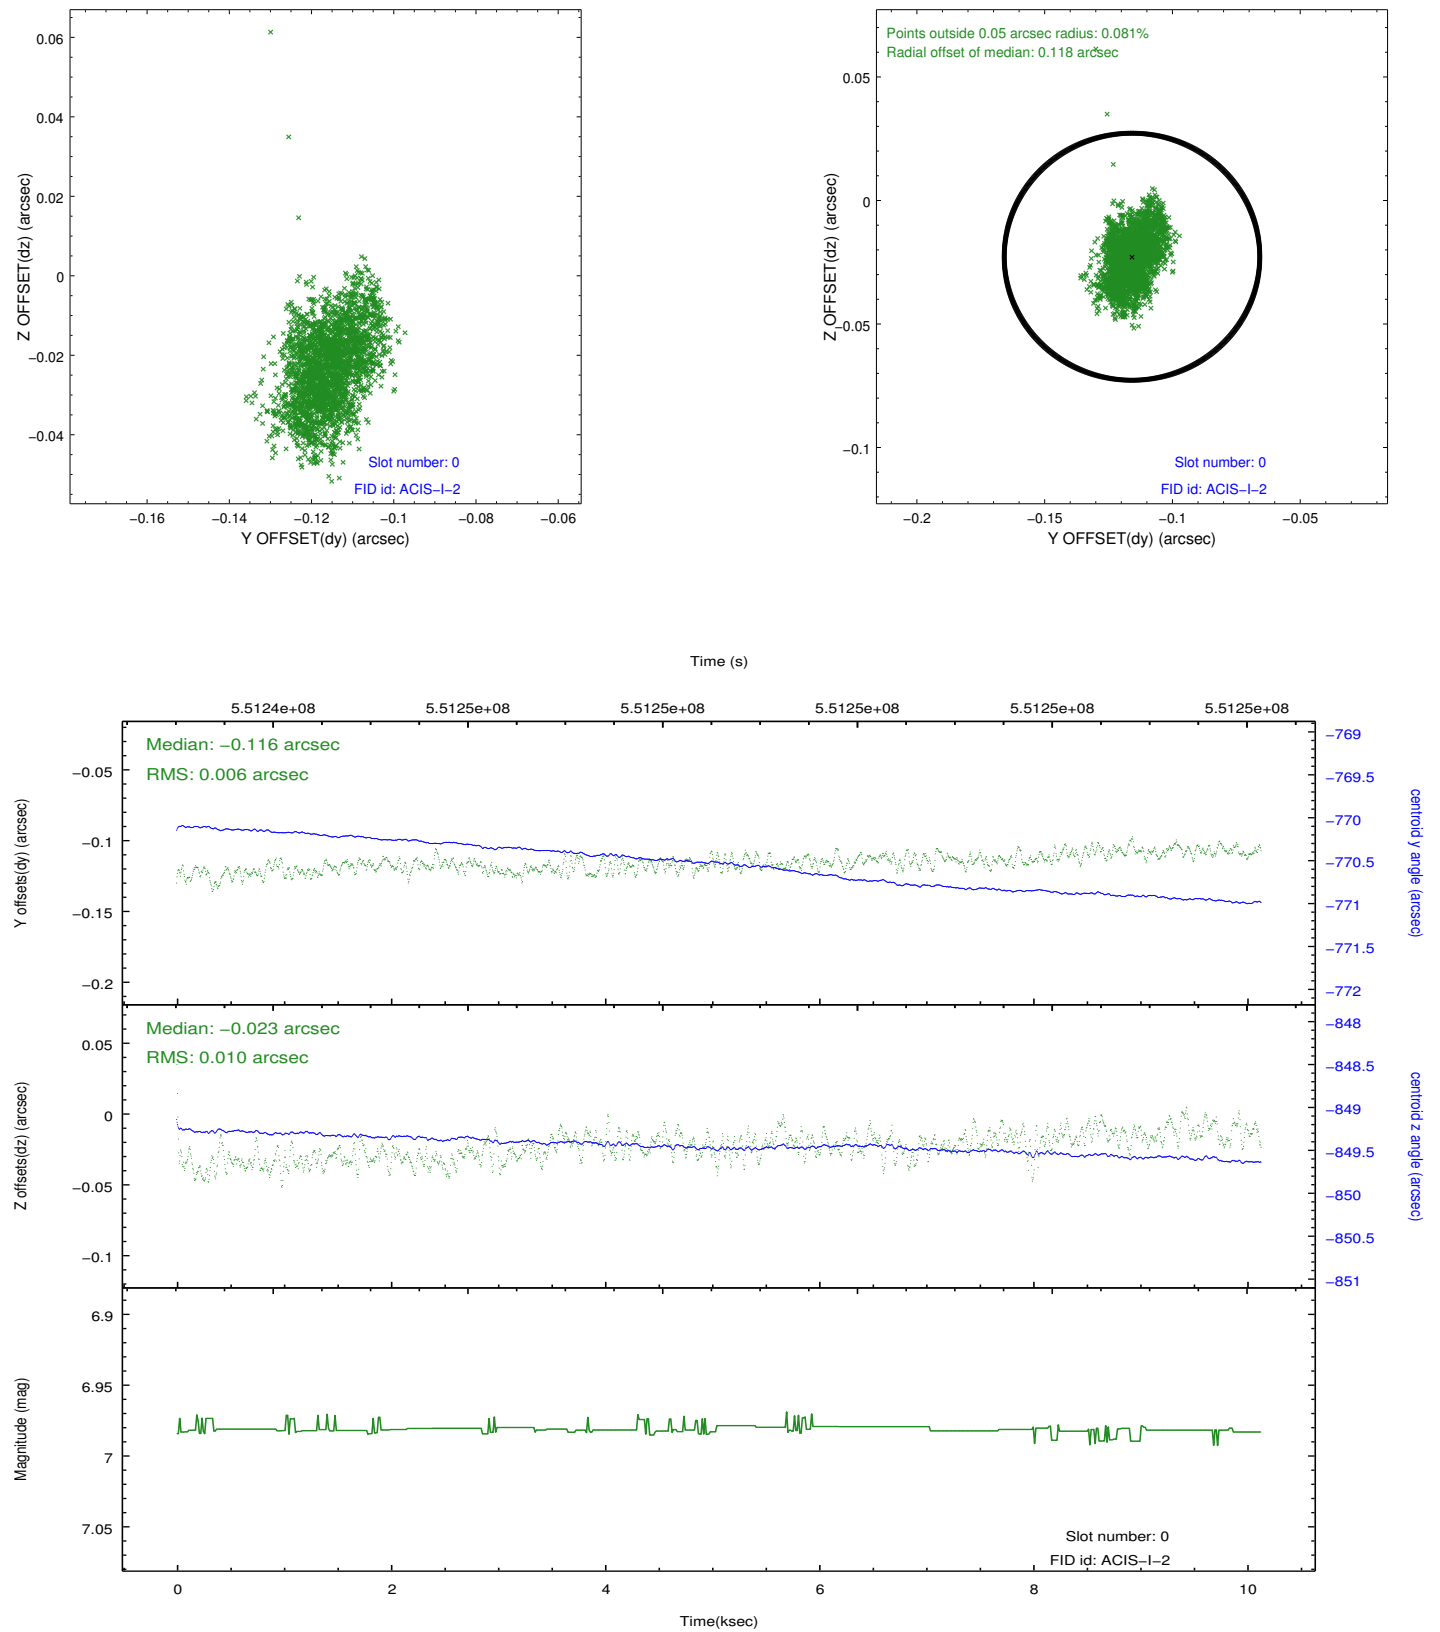 0.06
0.04
0.02
0
−0.02
−0.04
Z OFFSET(dz) (arcsec)
−0.16 −0.14 −0.12 −0.1 −0.08 −0.06
Y OFFSET(dy) (arcsec)
Slot number: 0
FID id: ACIS−I−2
Points outside 0.05 arcsec radius: 0.081%
Radial offset of median: 0.118 arcsec
0.05
0
−0.05
−0.1
Z OFFSET(dz) (arcsec)
−0.2 −0.15 −0.1 −0.05
Y OFFSET(dy) (arcsec)
Slot number: 0
FID id: ACIS−I−2
Time (s)
5.5124e+08 5.5125e+08 5.5125e+08 5.5125e+08 5.5125e+08 5.5125e+08
Median: −0.116 arcsec
RMS: 0.006 arcsec
−0.05
−0.1
−0.15
−0.2
Y offsets(dy) (arcsec)
−769
−769.5
−770
−770.5
−771
−771.5
−772
centroid y angle (arcsec)
Median: −0.023 arcsec
RMS: 0.010 arcsec
0.05
0
−0.05
−0.1
Z offsets(dz) (arcsec)
−848
−848.5
−849
−849.5
−850
−850.5
−851
centroid z angle (arcsec)
6.9
6.95
7
7.05
Magnitude (mag)
Slot number: 0
FID id: ACIS−I−2
0 2 4 6 8 10
Time(ksec)